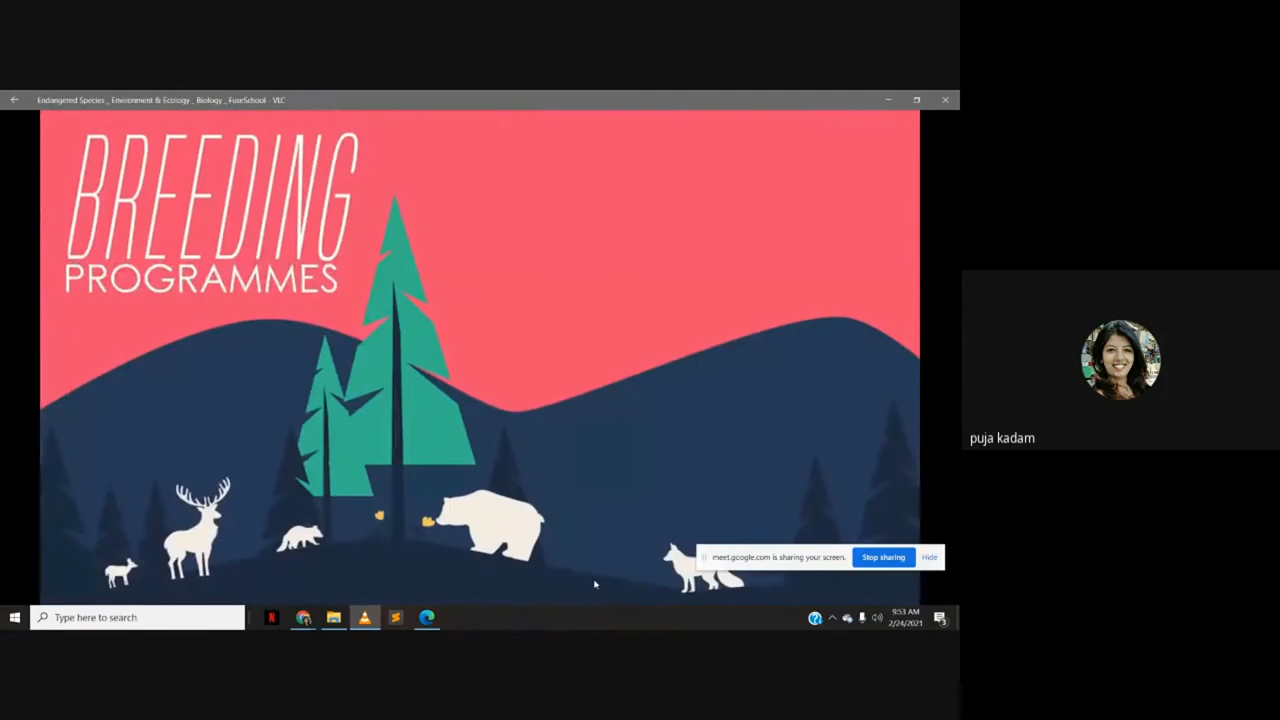 Endangered Species _ Environment & Ecology _ Biology _ FuseSchool - VLC
BREEDING
PROGRAMMES
puja kadam
meet.google.com is sharing your screen.
Stop sharing
Hide
Type here to search
N
9:53 AM
2/24/2021
3